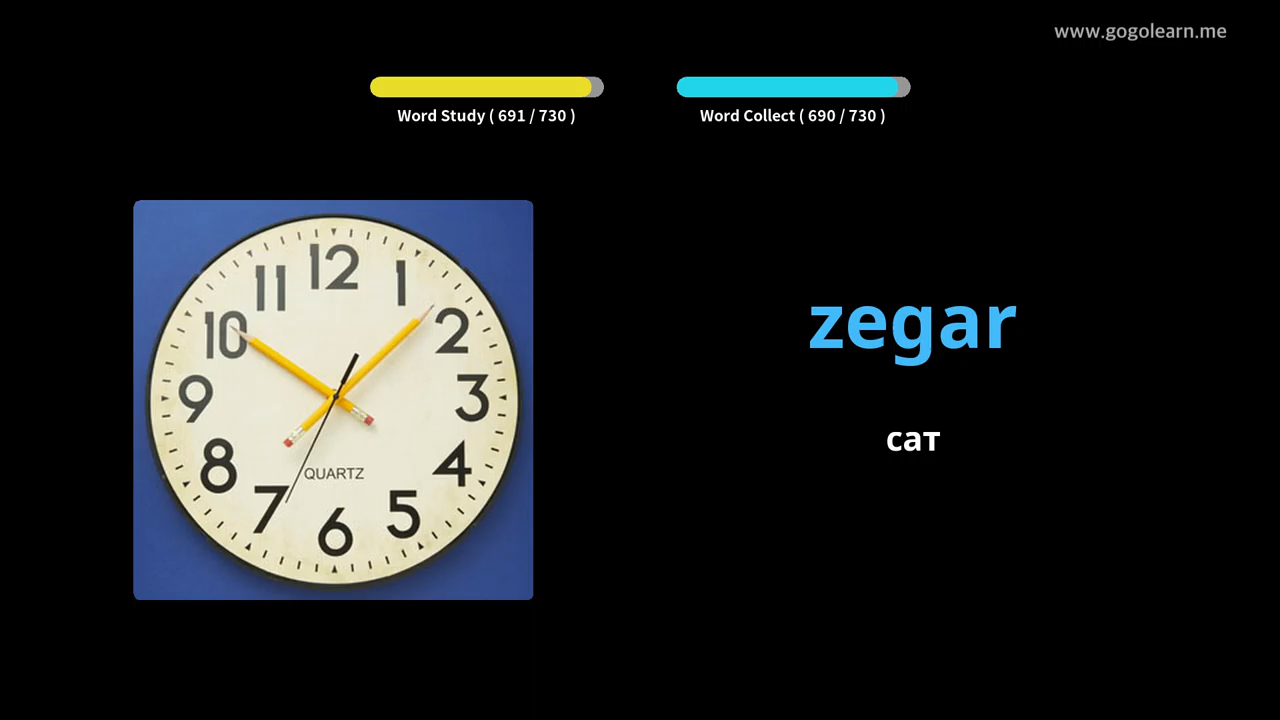 www.gogolearn.me
Word Study ( 691 / 730 )
Word Collect ( 690 / 730 )
12
11
1
10
2
9
3
8
4
7
5
6
QUARTZ
zegar
сат